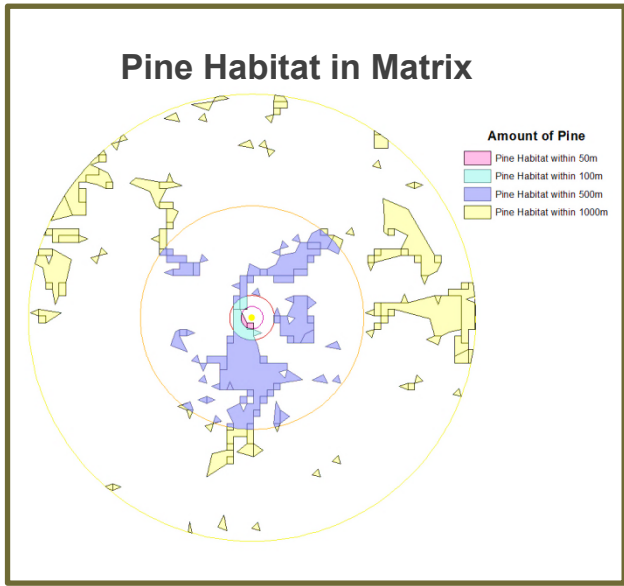 Pine Habitat in Matrix
Amount of Pine
Pine Habitat within 50m
Pine Habitat within 100m
Pine Habitat within 500m
Pine Habitat within 1000m